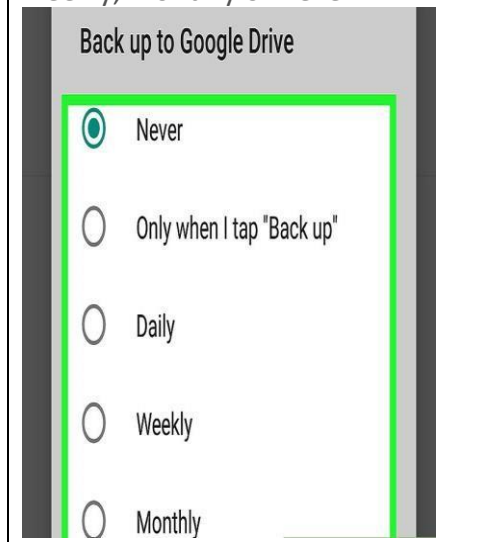 Back up to Google Drive
Never
Only when I tap "Back up"
Daily
Weekly
Monthly